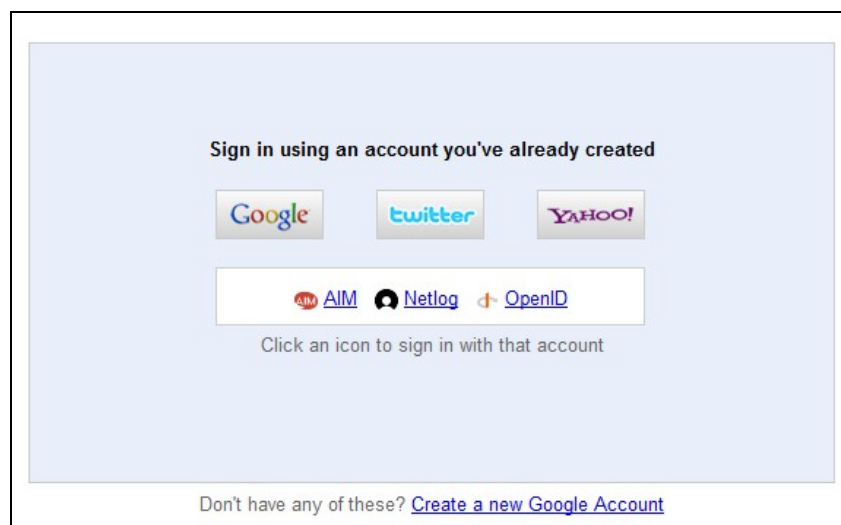 Sign in using an account you've already created
Google twitter YAHOO!
AIM AIM Netlog OpenID
Click an icon to sign in with that account
Don't have any of these? Create a new Google Account